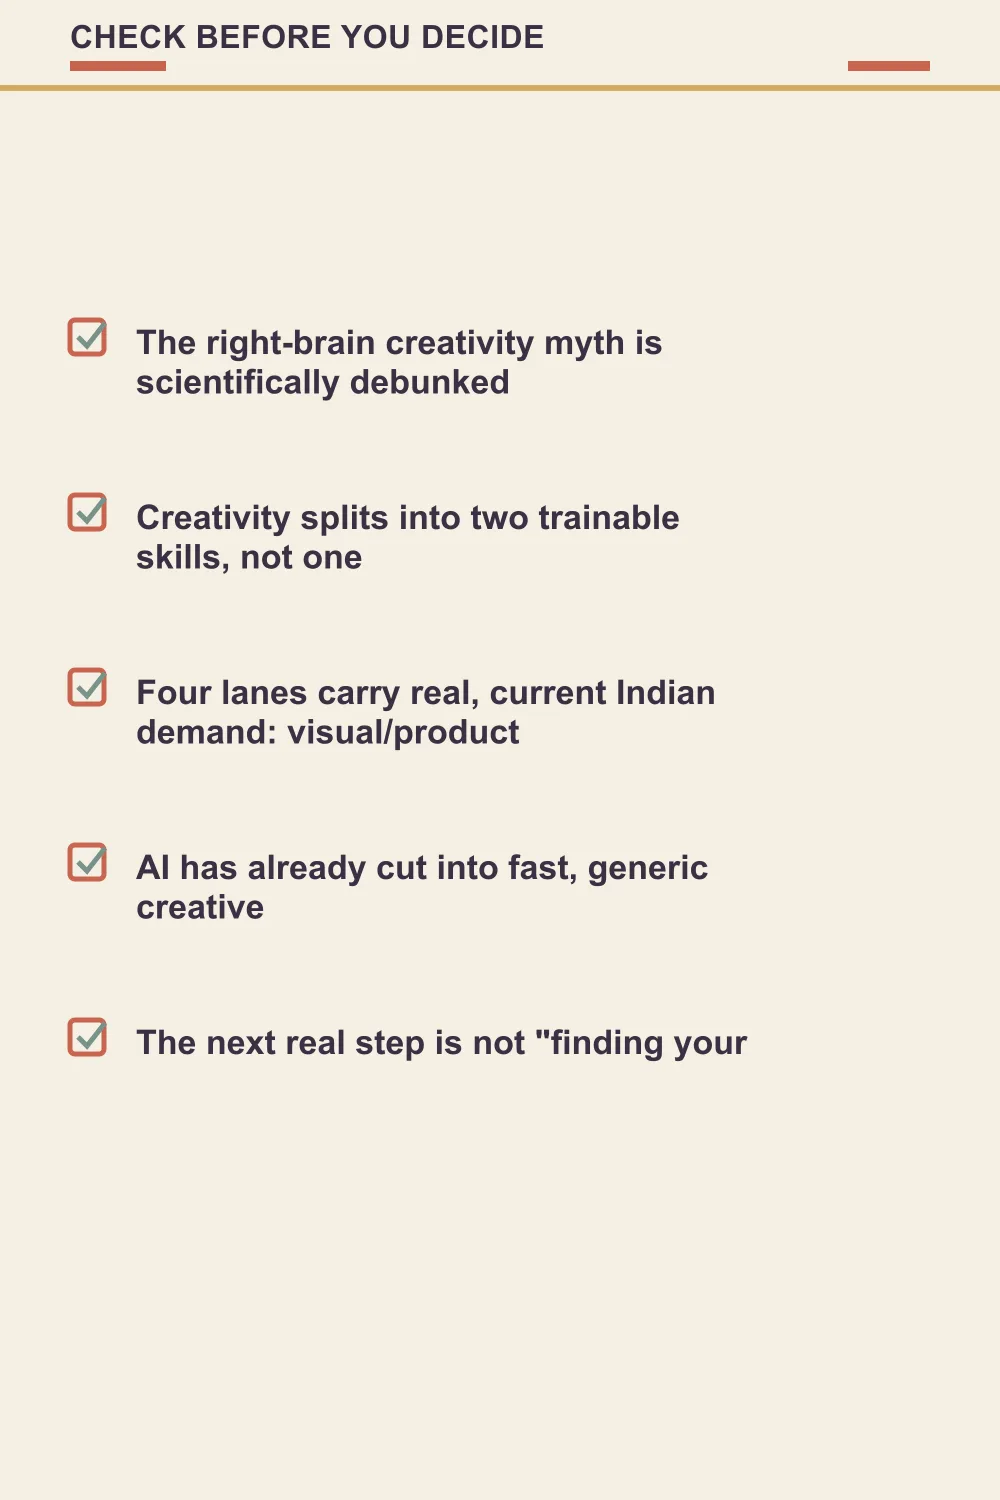 CHECK BEFORE YOU DECIDE
The right-brain creativity myth is
scientifically debunked
Creativity splits into two trainable
skills, not one
Four lanes carry real, current Indian
demand: visual/product
AI has already cut into fast, generic
creative
The next real step is not "finding your